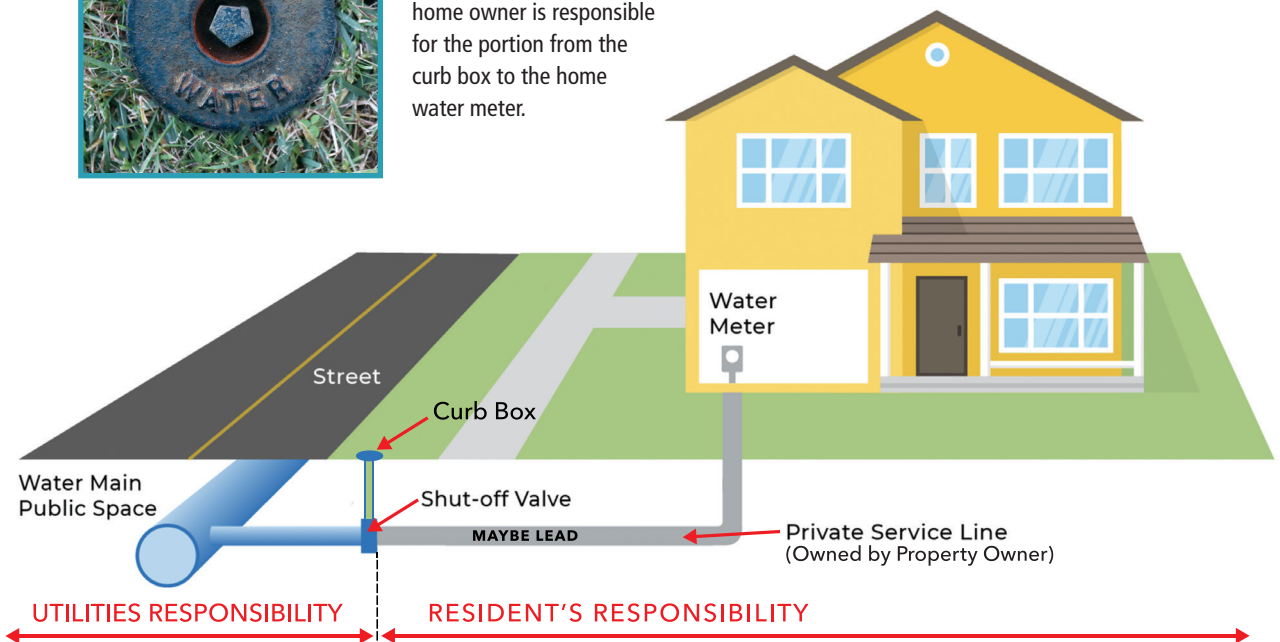 WATER
home owner is responsible
for the portion from the
curb box to the home
water meter.
Water
Meter
Street
Curb Box
Water Main
Public Space
Shut-off Valve
MAYBE LEAD
Private Service Line
(Owned by Property Owner)
UTILITIES RESPONSIBILITY
RESIDENT'S RESPONSIBILITY